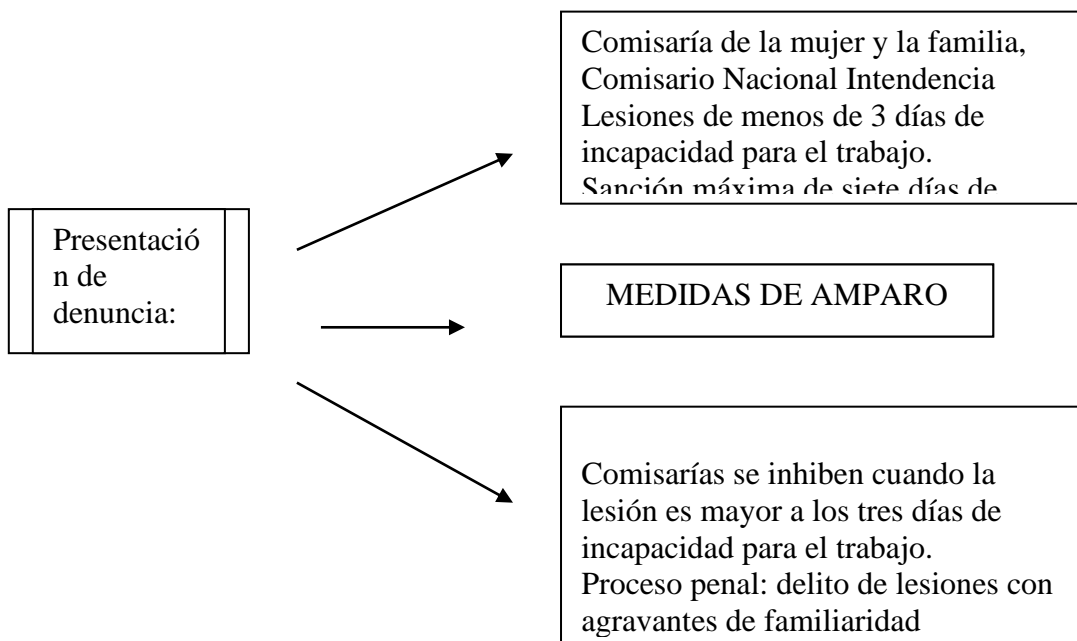 Presentació
n de
denuncia:
Comisaría de la mujer y la familia,
Comisario Nacional Intendencia
Lesiones de menos de 3 días de
incapacidad para el trabajo.
Sanción máxima de siete días de
MEDIDAS DE AMPARO
Comisarías se inhiben cuando la
lesión es mayor a los tres días de
incapacidad para el trabajo.
Proceso penal: delito de lesiones con
agravantes de familiaridad